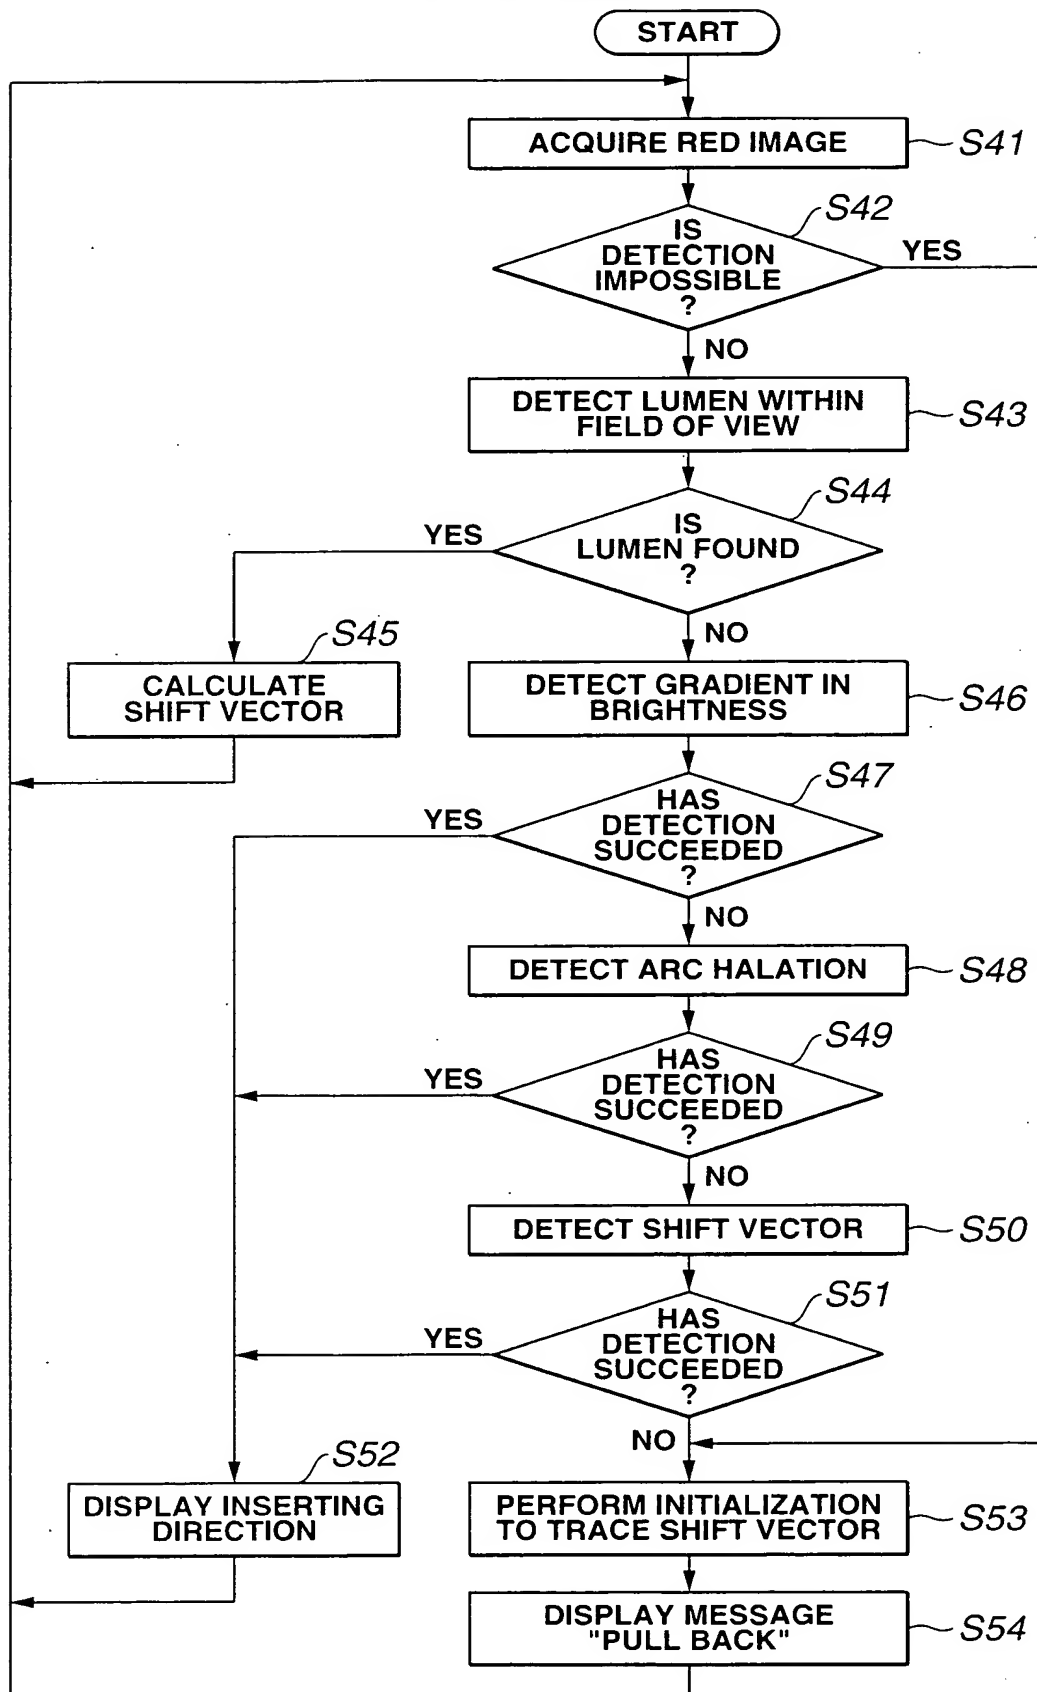 START
ACQUIRE RED IMAGE
S41
S42
IS
DETECTION
IMPOSSIBLE
?
YES
NO
DETECT LUMEN WITHIN
FIELD OF VIEW
S43
S44
IS
LUMEN FOUND
?
YES
NO
S45
CALCULATE
SHIFT VECTOR
DETECT GRADIENT IN
BRIGHTNESS
S46
S47
HAS
DETECTION
SUCCEEDED
?
YES
NO
DETECT ARC HALATION
S48
S49
HAS
DETECTION
SUCCEEDED
?
YES
NO
DETECT SHIFT VECTOR
S50
S51
HAS
DETECTION
SUCCEEDED
?
YES
NO
S52
DISPLAY INSERTING
DIRECTION
PERFORM INITIALIZATION
TO TRACE SHIFT VECTOR
S53
DISPLAY MESSAGE
"PULL BACK"
S54